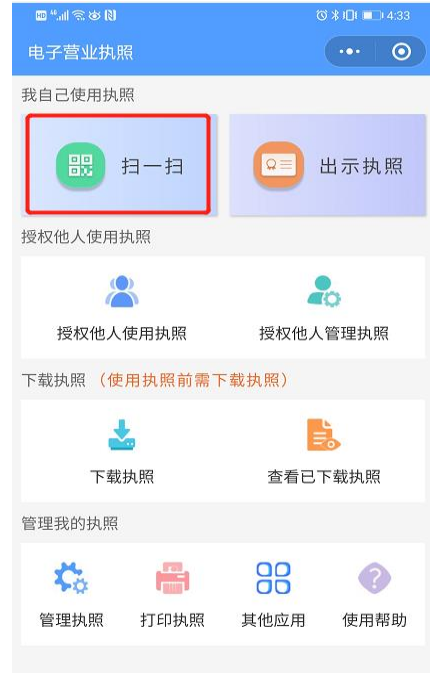 HD 4G 4:33
电子营业执照
我自己使用执照
扫一扫 出示执照
授权他人使用执照
授权他人使用执照 授权他人管理执照
下载执照（使用执照前需下载执照）
下载执照 查看已下载执照
管理我的执照
管理执照 打印执照 其他应用 使用帮助